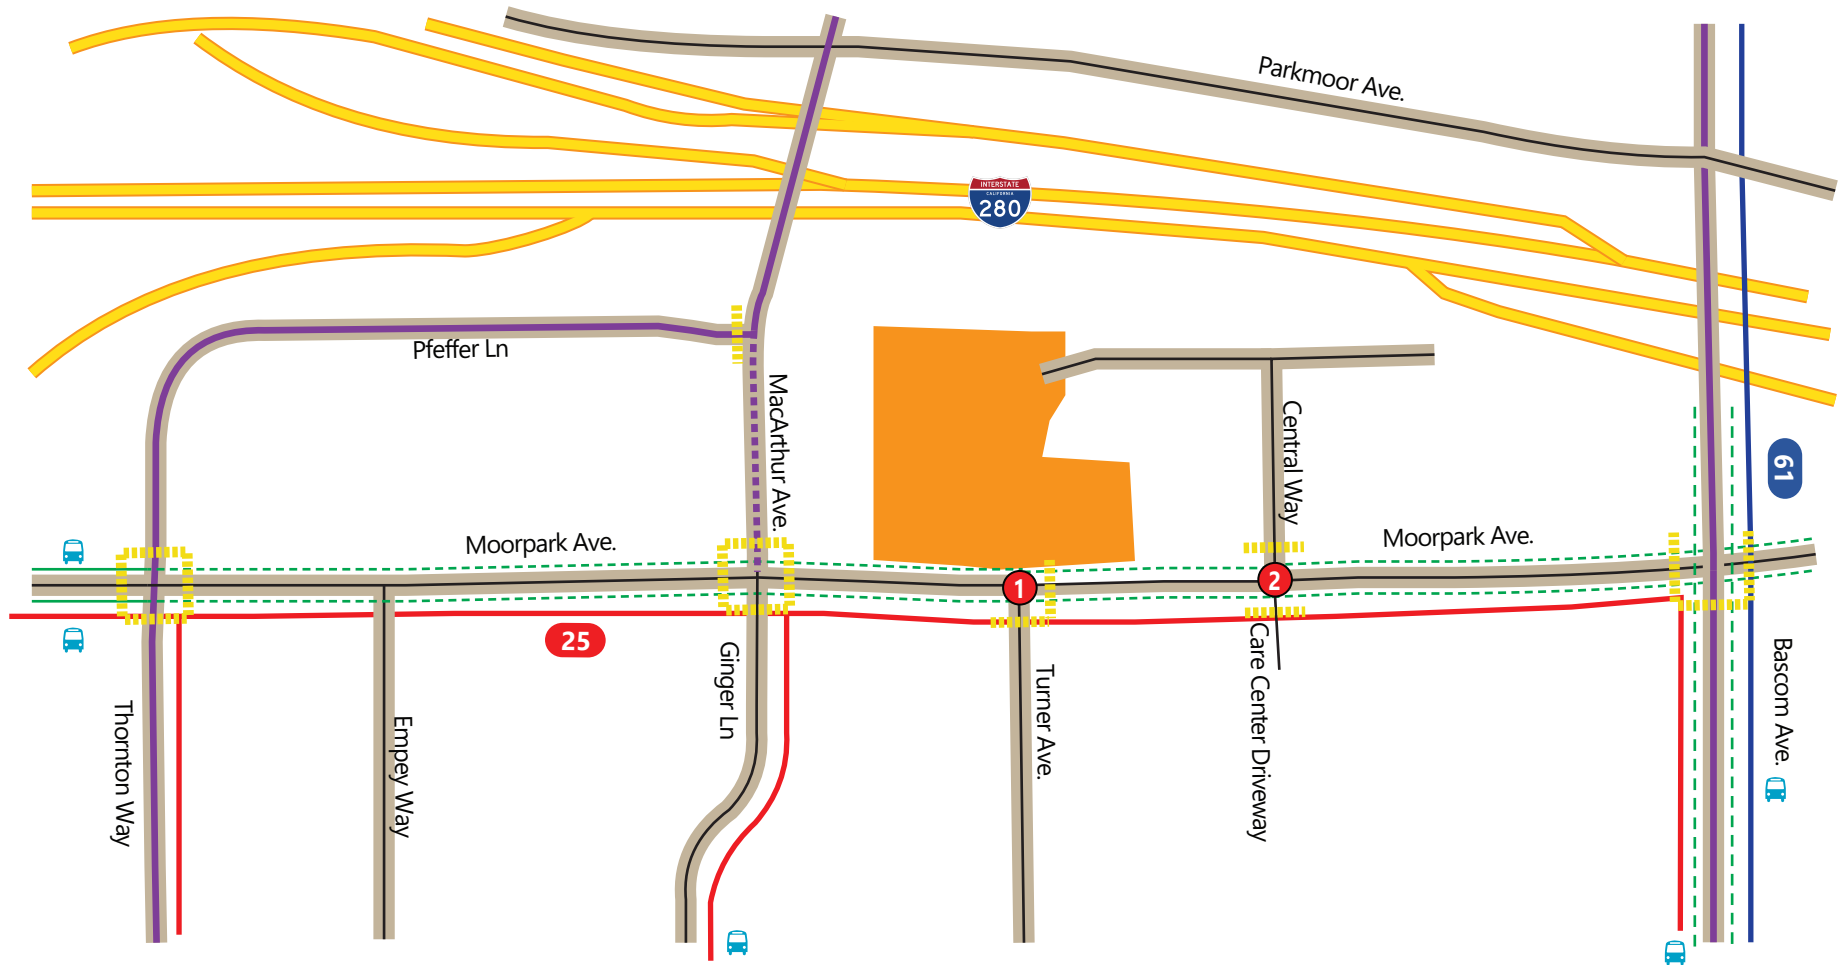 Parkmoor Ave.
INTERSTATE
CALIFORNIA
280
Pfeffer Ln
MacArthur Ave.
Central Way
61
Moorpark Ave.
Moorpark Ave.
1
2
25
Thornton Way
Empey Way
Ginger Ln
Turner Ave.
Care Center Driveway
Bascom Ave.